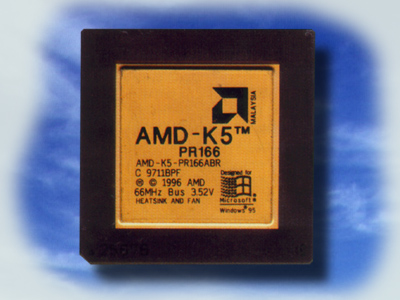 MALAYSIA
AMD-K5™
PR166
AMD-K5-PR166ABR
C 9711BPF
Ⓜ © 1996 AMD
66MHz Bus 3.52V
HEATSINK AND FAN
Designed for
Microsoft®
Windows®95